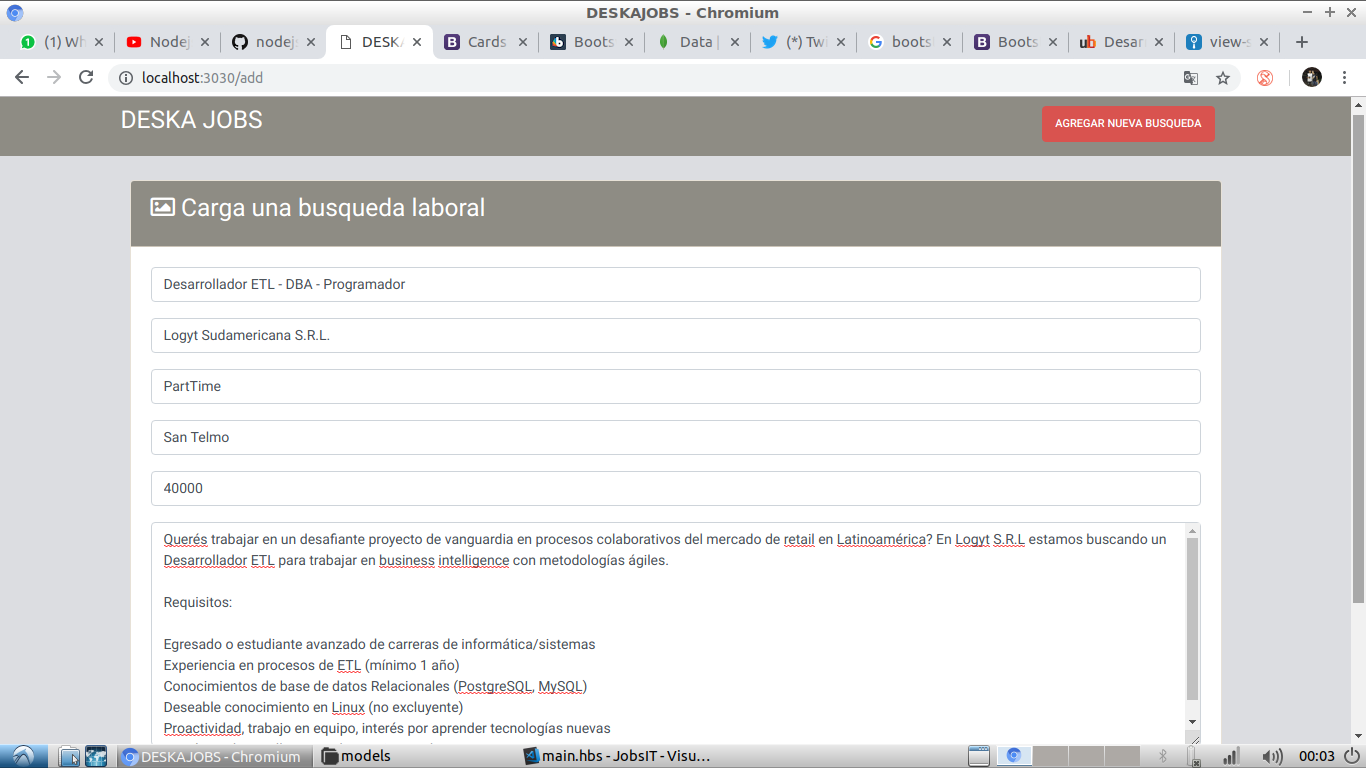 DESKAJOBS - Chromium
(1) Wh
Nodej
nodejs
DESKA
Cards
Boots
Data |
(*) Twi
bootst
Boots
Desar
view-s
localhost:3030/add
DESKA JOBS
AGREGAR NUEVA BUSQUEDA
Carga una busqueda laboral
Desarrollador ETL - DBA - Programador
Logyt Sudamericana S.R.L.
PartTime
San Telmo
40000
Querés trabajar en un desafiante proyecto de vanguardia en procesos colaborativos del mercado de retail en Latinoamérica? En Logyt S.R.L estamos buscando un
Desarrollador ETL para trabajar en business intelligence con metodologías ágiles.
Requisitos:
Egresado o estudiante avanzado de carreras de informática/sistemas
Experiencia en procesos de ETL (mínimo 1 año)
Conocimientos de base de datos Relacionales (PostgreSQL, MySQL)
Deseable conocimiento en Linux (no excluyente)
Proactividad, trabajo en equipo, interés por aprender tecnologías nuevas
DESKAJOBS - Chromium
models
main.hbs - JobsIT - Visu...
00:03